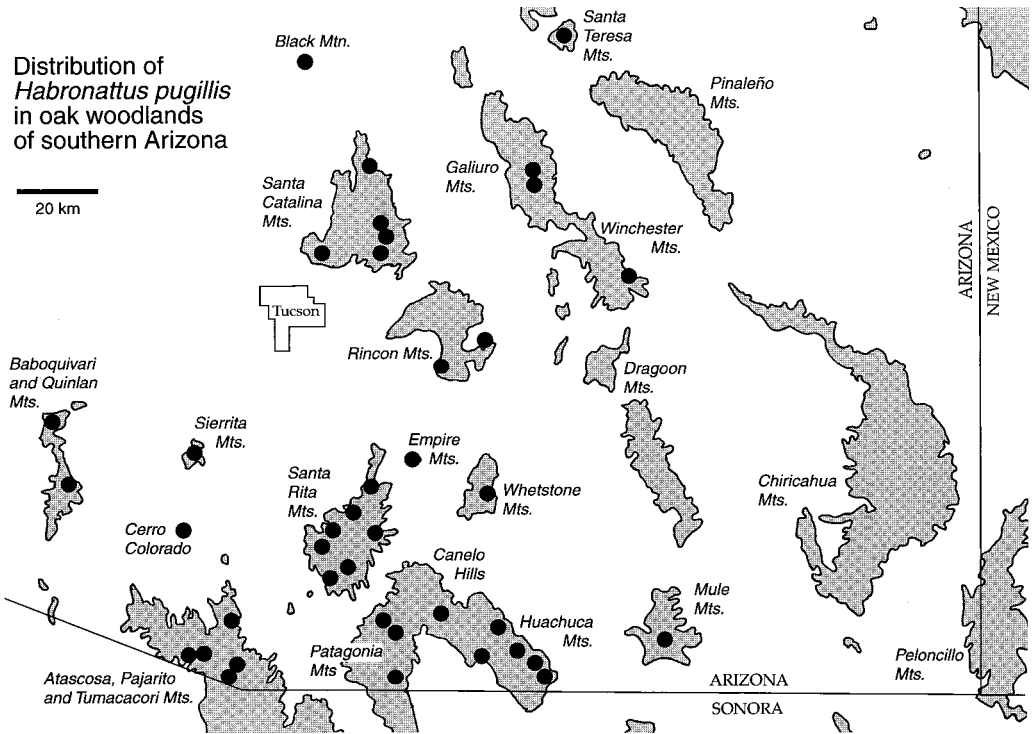 Distribution of
Habronattus pugillis
in oak woodlands
of southern Arizona
20 km
Black Mtn.
Santa
Teresa
Mts.
Pinaleño
Mts.
Galiuro
Mts.
Santa
Catalina
Mts.
Winchester
Mts.
ARIZONA
NEW MEXICO
Tucson
Rincon Mts.
Dragoon
Mts.
Baboquivari
and Quinlan
Mts.
Sierrita
Mts.
Empire
Mts.
Santa
Rita
Mts.
Whetstone
Mts.
Chiricahua
Mts.
Cerro
Colorado
Canelo
Hills
Mule
Mts.
Huachuca
Mts.
Patagonia
Mts
Peloncillo
Mts.
Atascosa, Pajarito
and Tumacacori Mts.
ARIZONA
SONORA